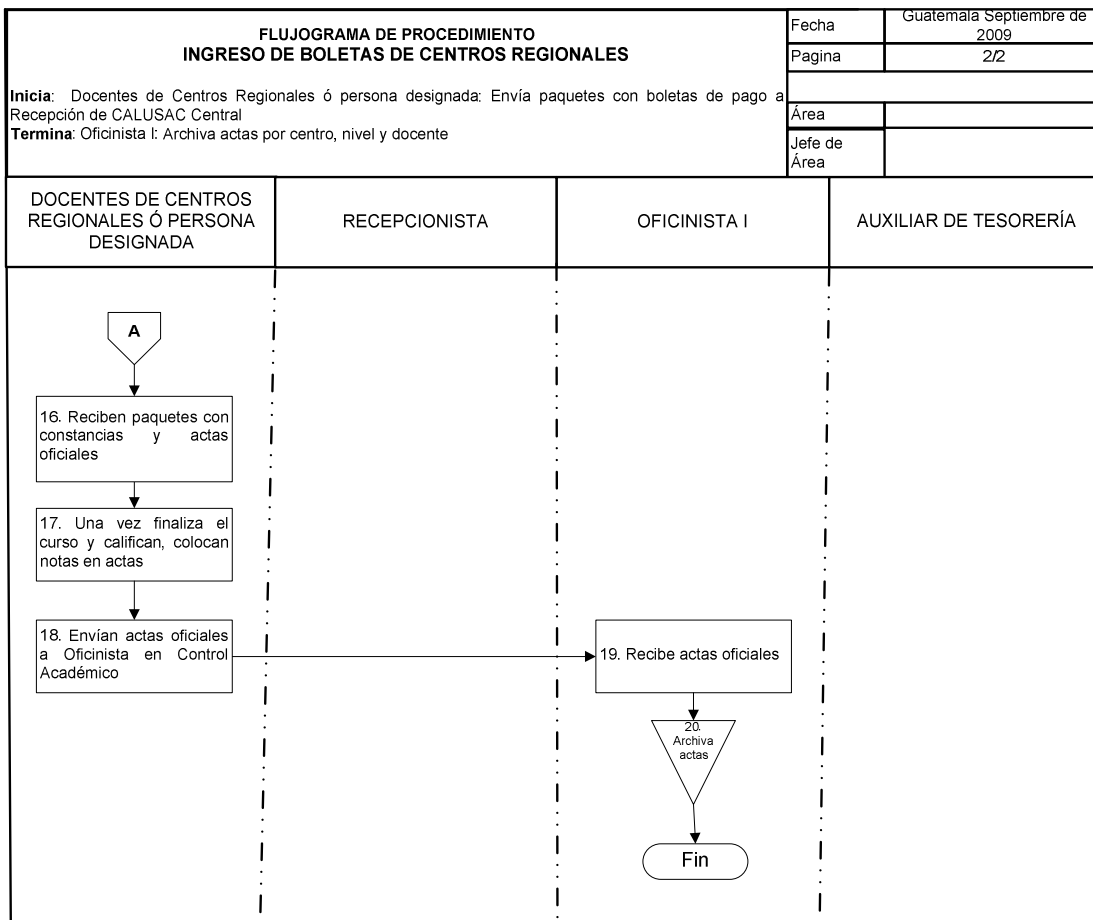 FLUJOGRAMA DE PROCEDIMIENTO
INGRESO DE BOLETAS DE CENTROS REGIONALES
Inicia: Docentes de Centros Regionales ó persona designada: Envía paquetes con boletas de pago a
Recepción de CALUSAC Central
Termina: Oficinista I: Archiva actas por centro, nivel y docente
Fecha
Guatemala Septiembre de
2009
Pagina
2/2
Área
Jefe de
Área
DOCENTES DE CENTROS
REGIONALES Ó PERSONA
DESIGNADA
RECEPCIONISTA
OFICINISTA I
AUXILIAR DE TESORERÍA
A
16. Reciben paquetes con
constancias y actas
oficiales
17. Una vez finaliza el
curso y califican, colocan
notas en actas
18. Envían actas oficiales
a Oficinista en Control
Académico
19. Recibe actas oficiales
20.
Archiva
actas
Fin